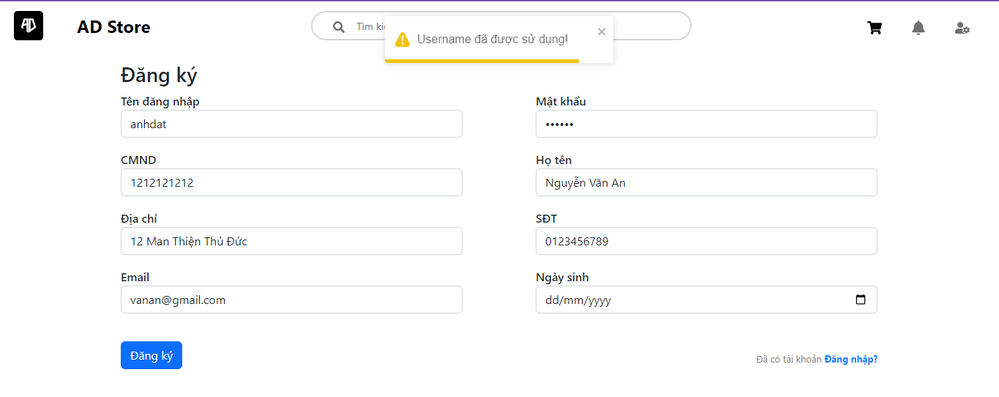 AD
AD Store
Tìm
Username đã được sử dụng!
Đăng ký
Tên đăng nhập
Mật khẩu
anhdat
••••••
CMND
Họ tên
1212121212
Nguyễn Văn An
Địa chỉ
SĐT
12 Man Thiện Thủ Đức
0123456789
Email
Ngày sinh
vanan@gmail.com
dd/mm/yyyy
Đăng ký
Đã có tài khoản Đăng nhập?